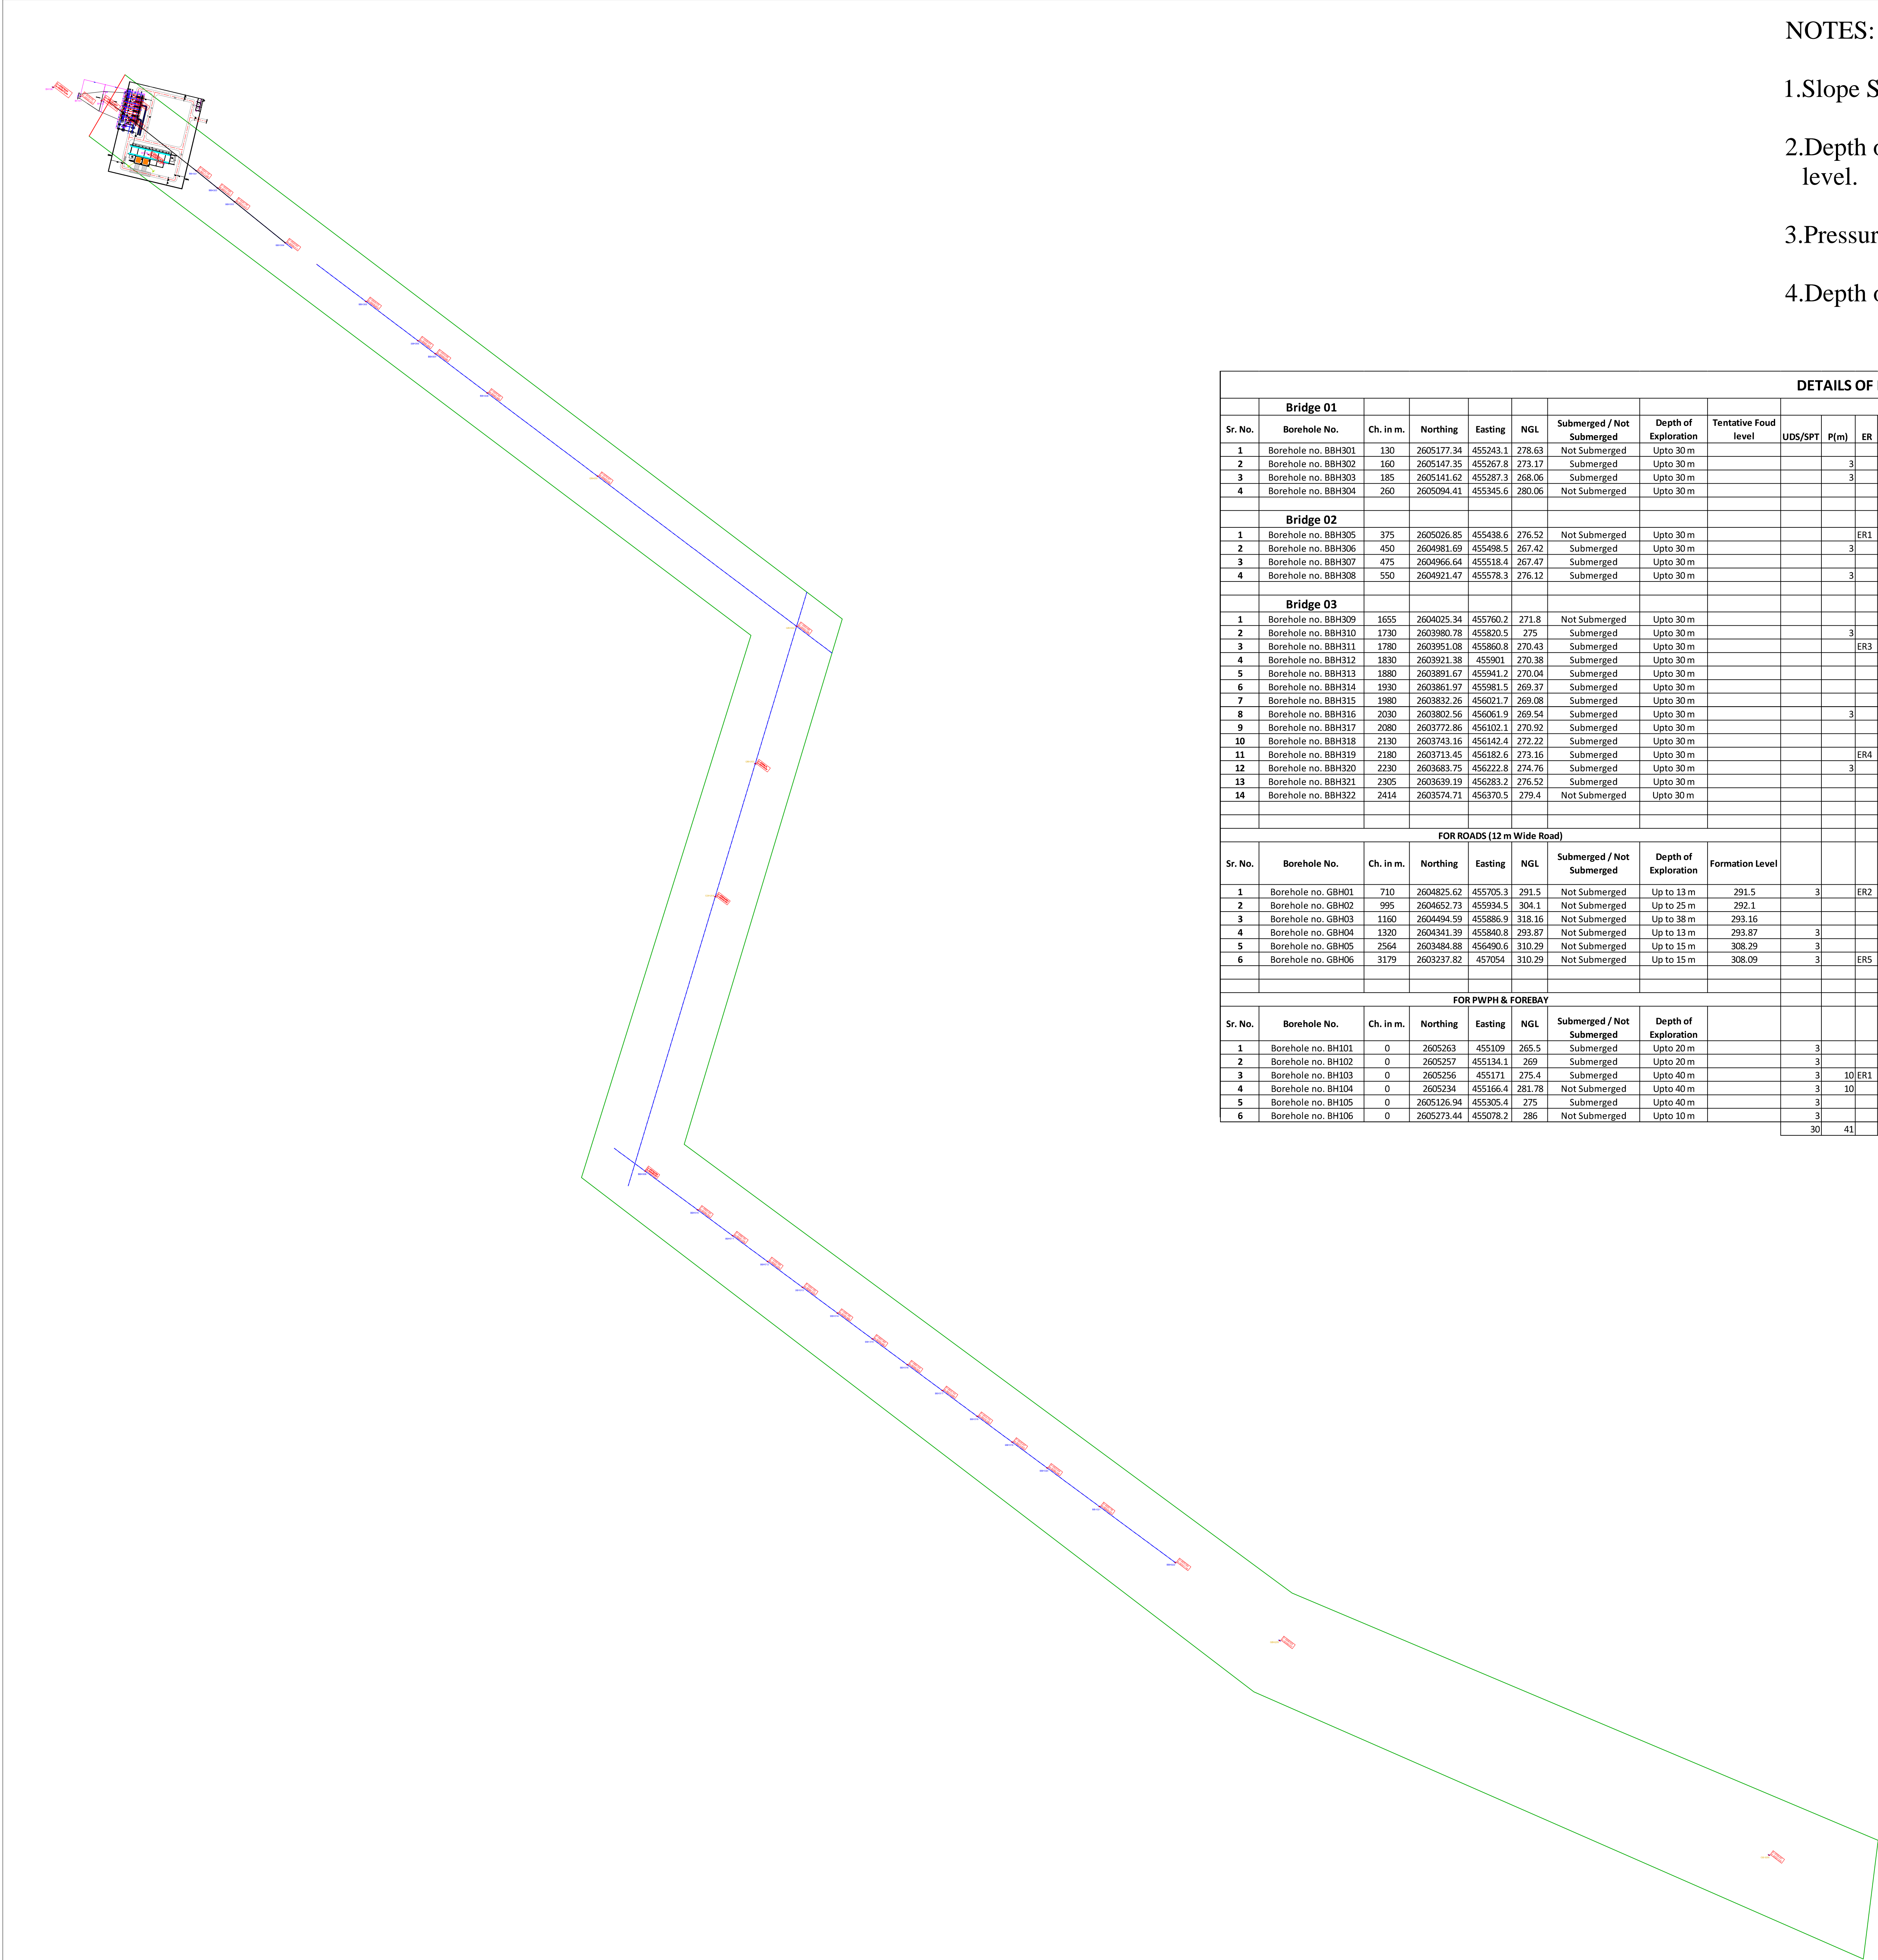 NOTES:
1.Slope S
2.Depth o
level.
3.Pressur
4.Depth o
DETAILS OF
Bridge 01
Sr. No. Borehole No. Ch. in m. Northing Easting NGL Submerged / Not Submerged Depth of Exploration Tentative Foud level UDS/SPT P(m) ER
1 Borehole no. BBH301 130 2605177.34 455243.1 278.63 Not Submerged Upto 30 m
2 Borehole no. BBH302 160 2605147.35 455267.8 273.17 Submerged Upto 30 m 3
3 Borehole no. BBH303 185 2605141.62 455287.3 268.06 Submerged Upto 30 m 3
4 Borehole no. BBH304 260 2605094.41 455345.6 280.06 Not Submerged Upto 30 m
Bridge 02
1 Borehole no. BBH305 375 2605026.85 455438.6 276.52 Not Submerged Upto 30 m ER1
2 Borehole no. BBH306 450 2604981.69 455498.5 267.42 Submerged Upto 30 m 3
3 Borehole no. BBH307 475 2604966.64 455518.4 267.47 Submerged Upto 30 m
4 Borehole no. BBH308 550 2604921.47 455578.3 276.12 Submerged Upto 30 m 3
Bridge 03
1 Borehole no. BBH309 1655 2604025.34 455760.2 271.8 Not Submerged Upto 30 m
2 Borehole no. BBH310 1730 2603980.78 455820.5 275 Submerged Upto 30 m 3
3 Borehole no. BBH311 1780 2603951.08 455860.8 270.43 Submerged Upto 30 m ER3
4 Borehole no. BBH312 1830 2603921.38 455901 270.38 Submerged Upto 30 m
5 Borehole no. BBH313 1880 2603891.67 455941.2 270.04 Submerged Upto 30 m
6 Borehole no. BBH314 1930 2603861.97 455981.5 269.37 Submerged Upto 30 m
7 Borehole no. BBH315 1980 2603832.26 456021.7 269.08 Submerged Upto 30 m
8 Borehole no. BBH316 2030 2603802.56 456061.9 269.54 Submerged Upto 30 m 3
9 Borehole no. BBH317 2080 2603772.86 456102.1 270.92 Submerged Upto 30 m
10 Borehole no. BBH318 2130 2603743.16 456142.4 272.22 Submerged Upto 30 m
11 Borehole no. BBH319 2180 2603713.45 456182.6 273.16 Submerged Upto 30 m ER4
12 Borehole no. BBH320 2230 2603683.75 456222.8 274.76 Submerged Upto 30 m 3
13 Borehole no. BBH321 2305 2603639.19 456283.2 276.52 Submerged Upto 30 m
14 Borehole no. BBH322 2414 2603574.71 456370.5 279.4 Not Submerged Upto 30 m
FOR ROADS (12 m Wide Road)
Sr. No. Borehole No. Ch. in m. Northing Easting NGL Submerged / Not Submerged Depth of Exploration Formation Level
1 Borehole no. GBH01 710 2604825.62 455705.3 291.5 Not Submerged Up to 13 m 291.5 3 ER2
2 Borehole no. GBH02 995 2604652.73 455934.5 304.1 Not Submerged Up to 25 m 292.1
3 Borehole no. GBH03 1160 2604494.59 455886.9 318.16 Not Submerged Up to 38 m 293.16
4 Borehole no. GBH04 1320 2604341.39 455840.8 293.87 Not Submerged Up to 13 m 293.87 3
5 Borehole no. GBH05 2564 2603484.88 456490.6 310.29 Not Submerged Up to 15 m 308.29 3
6 Borehole no. GBH06 3179 2603237.82 457054 310.29 Not Submerged Up to 15 m 308.09 3 ER5
FOR PWPH & FOREBAY
Sr. No. Borehole No. Ch. in m. Northing Easting NGL Submerged / Not Submerged Depth of Exploration
1 Borehole no. BH101 0 2605263 455109 265.5 Submerged Upto 20 m 3
2 Borehole no. BH102 0 2605257 455134.1 269 Submerged Upto 20 m 3
3 Borehole no. BH103 0 2605256 455171 275.4 Submerged Upto 40 m 3 10 ER1
4 Borehole no. BH104 0 2605234 455166.4 281.78 Not Submerged Upto 40 m 3 10
5 Borehole no. BH105 0 2605126.94 455305.4 275 Submerged Upto 40 m 3
6 Borehole no. BH106 0 2605273.44 455078.2 286 Not Submerged Upto 10 m 3
30 41